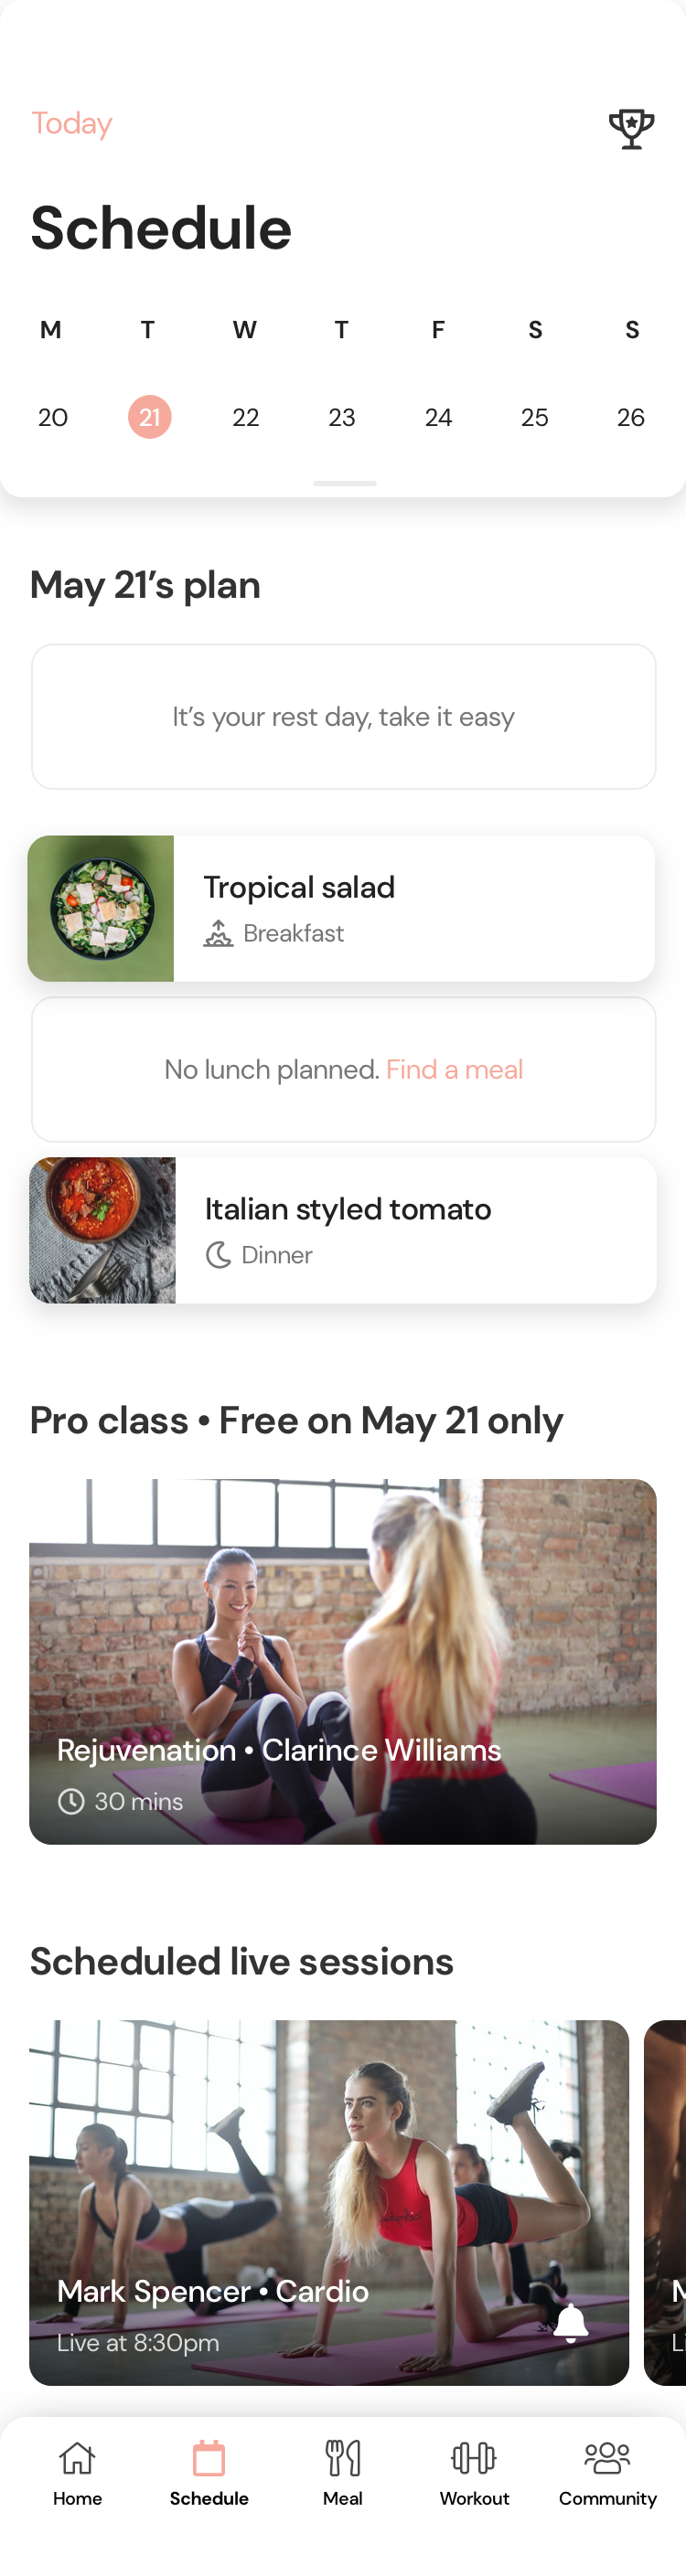 Today
Schedule
M T W T F S S
20 21 22 23 24 25 26
May 21’s plan
It’s your rest day, take it easy
Tropical salad
Breakfast
No lunch planned. Find a meal
Italian styled tomato
Dinner
Pro class • Free on May 21 only
Rejuvenation • Clarince Williams
30 mins
Scheduled live sessions
Mark Spencer • Cardio
Live at 8:30pm
Home Schedule Meal Workout Community